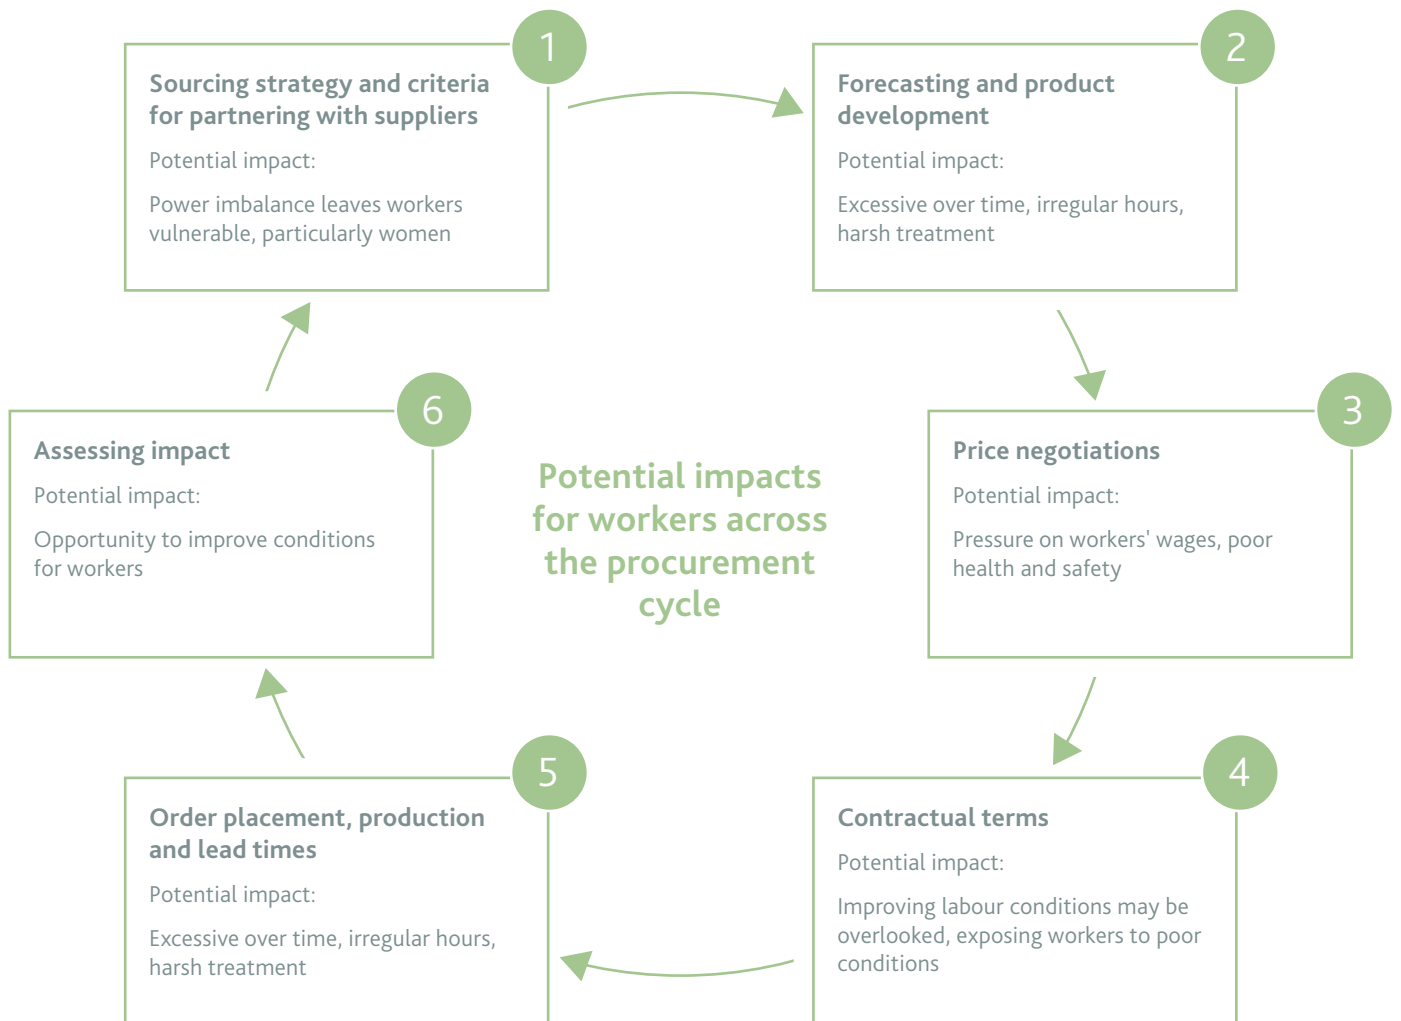 1
Sourcing strategy and criteria
for partnering with suppliers
Potential impact:
Power imbalance leaves workers
vulnerable, particularly women
2
Forecasting and product
development
Potential impact:
Excessive over time, irregular hours,
harsh treatment
3
Price negotiations
Potential impact:
Pressure on workers' wages, poor
health and safety
4
Contractual terms
Potential impact:
Improving labour conditions may be
overlooked, exposing workers to poor
conditions
5
Order placement, production
and lead times
Potential impact:
Excessive over time, irregular hours,
harsh treatment
6
Assessing impact
Potential impact:
Opportunity to improve conditions
for workers
Potential impacts
for workers across
the procurement
cycle